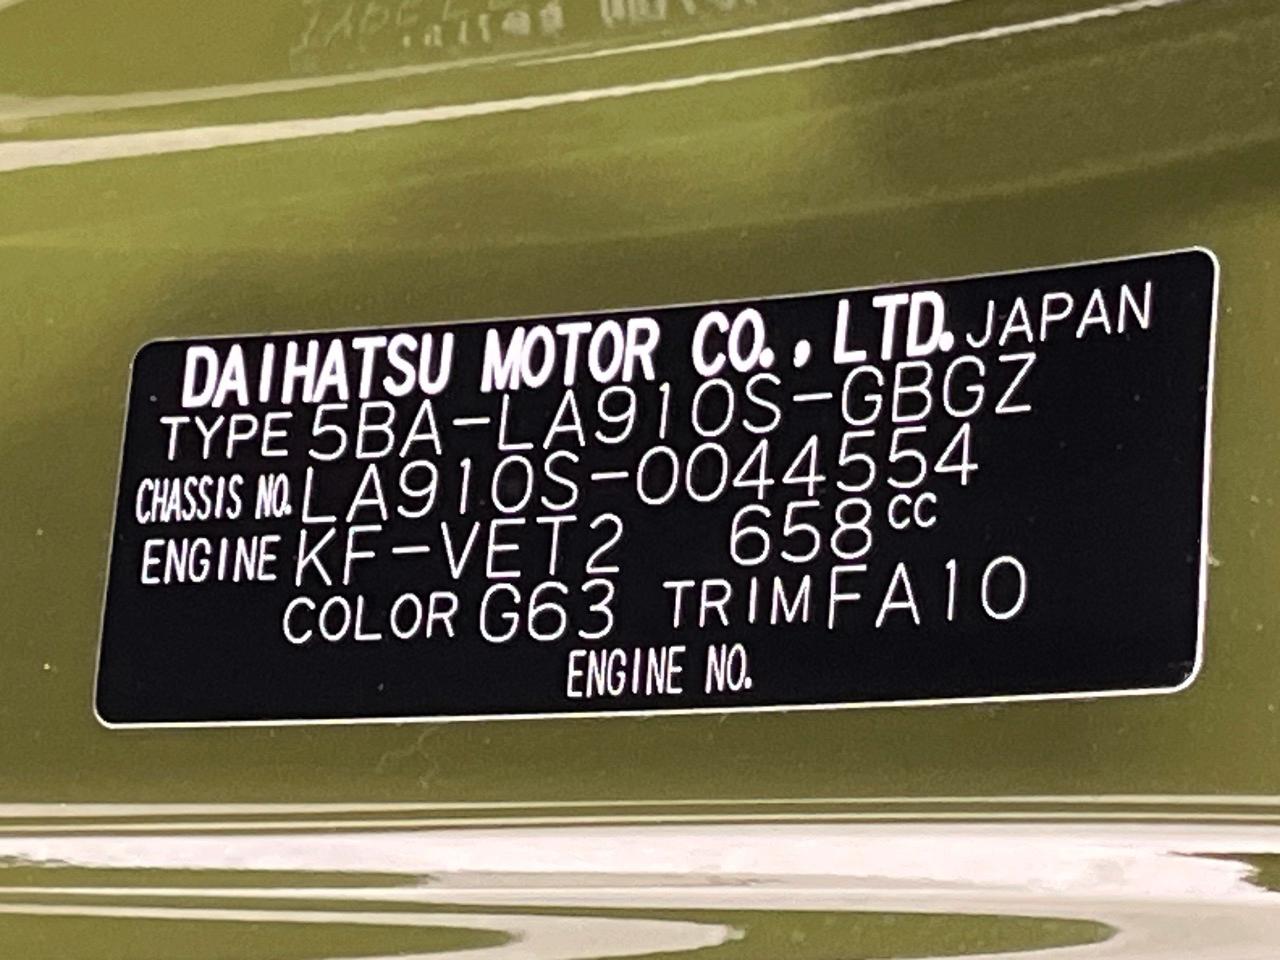 DAIHATSU MOTOR CO., LTD. JAPAN
TYPE 5BA-LA910S-GBGZ
CHASSIS NO. LA910S-0044554
ENGINE KF-VET2 658cc
COLOR G63 TRIM FA10
ENGINE NO.